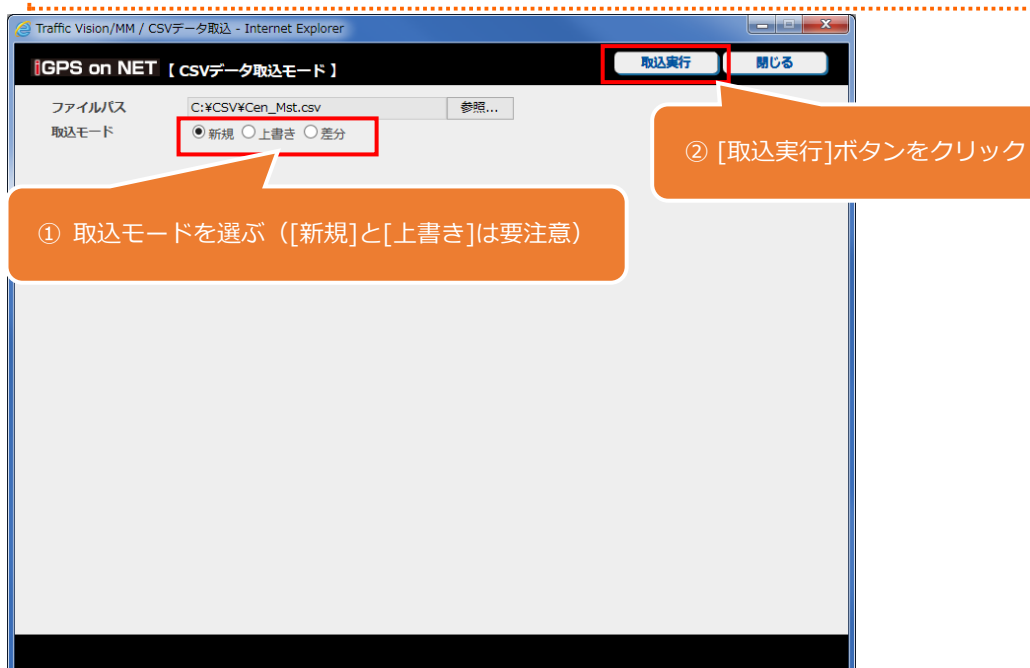 Traffic Vision/MM / CSVデータ取込 - Internet Explorer
iGPS on NET 【 CSVデータ取込モード 】
取込実行
閉じる
ファイルパス
C:¥CSV¥Cen_Mst.csv
参照...
取込モード
新規 上書き 差分
② [取込実行]ボタンをクリック
① 取込モードを選ぶ（[新規]と[上書き]は要注意）